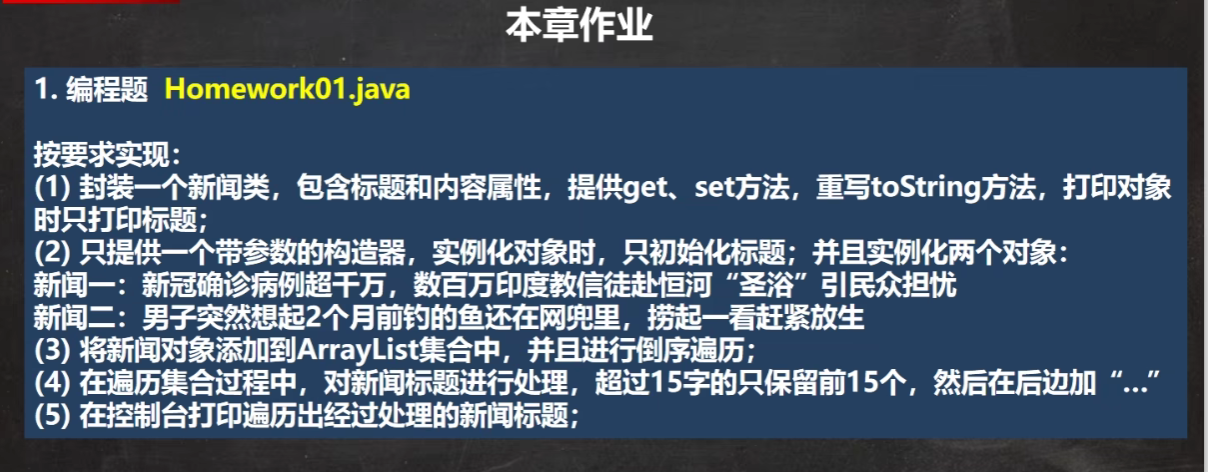 本章作业
1. 编程题 Homework01.java
按要求实现：
(1) 封装一个新闻类，包含标题和内容属性，提供get、set方法，重写toString方法，打印对象
时只打印标题；
(2) 只提供一个带参数的构造器，实例化对象时，只初始化标题；并且实例化两个对象：
新闻一：新冠确诊病例超千万，数百万印度教信徒赴恒河“圣浴”引民众担忧
新闻二：男子突然想起2个月前钓的鱼还在网兜里，捞起一看赶紧放生
(3) 将新闻对象添加到ArrayList集合中，并且进行倒序遍历；
(4) 在遍历集合过程中，对新闻标题进行处理，超过15字的只保留前15个，然后在后边加“…”
(5) 在控制台打印遍历出经过处理的新闻标题；